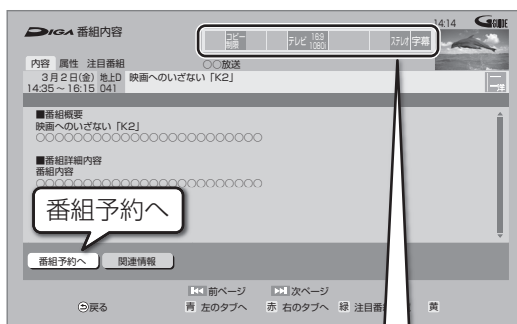 DIGA 番組内容
コピー制限 テレビ 16:9 1080i ステレオ 字幕
14:14 GGUIDE
内容 属性 注目番組 ○○放送
3月2日(金) 地上D 映画へのいざない「K2」
14:35～16:15 041
洋
■番組概要
映画へのいざない「K2」
○○○○○○○○○○○○○○○○○○○○○○○○
■番組詳細内容
番組内容
○○○○○○○○○○○○○○○○○○○○○○○○
番組予約へ
番組予約へ 関連情報
前ページ 次ページ
戻る 青 左のタブへ 赤 右のタブへ 緑 注目番 黄